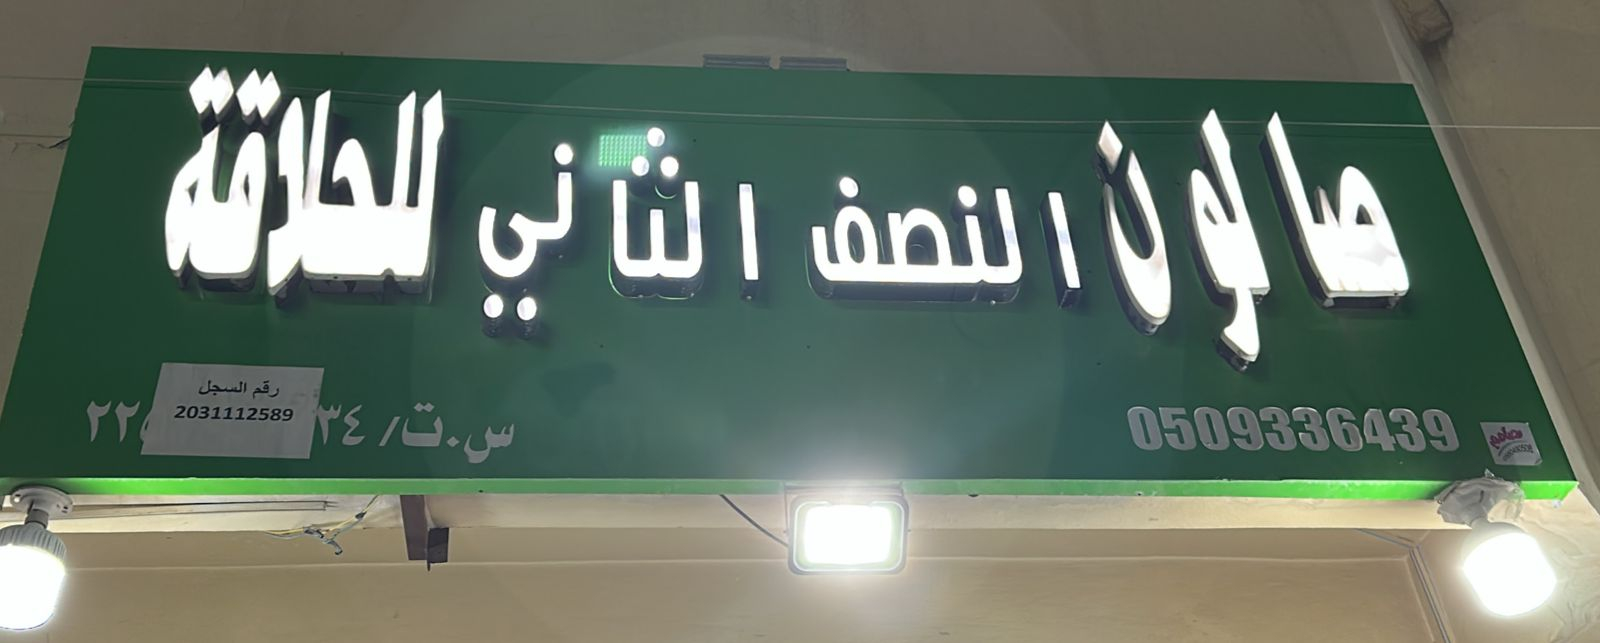 صالون النصف الثاني للحلاقة
رقم السجل
2031112589
س.ت/
0509336439